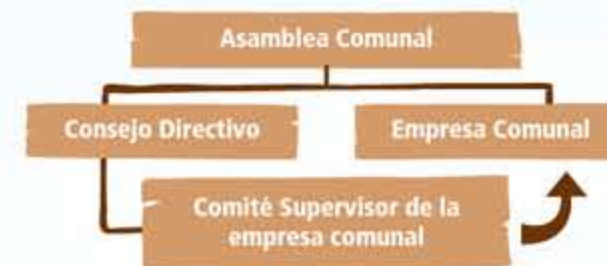 Asamblea Comunal
Consejo Directivo
Empresa Comunal
Comité Supervisor de la
empresa comunal